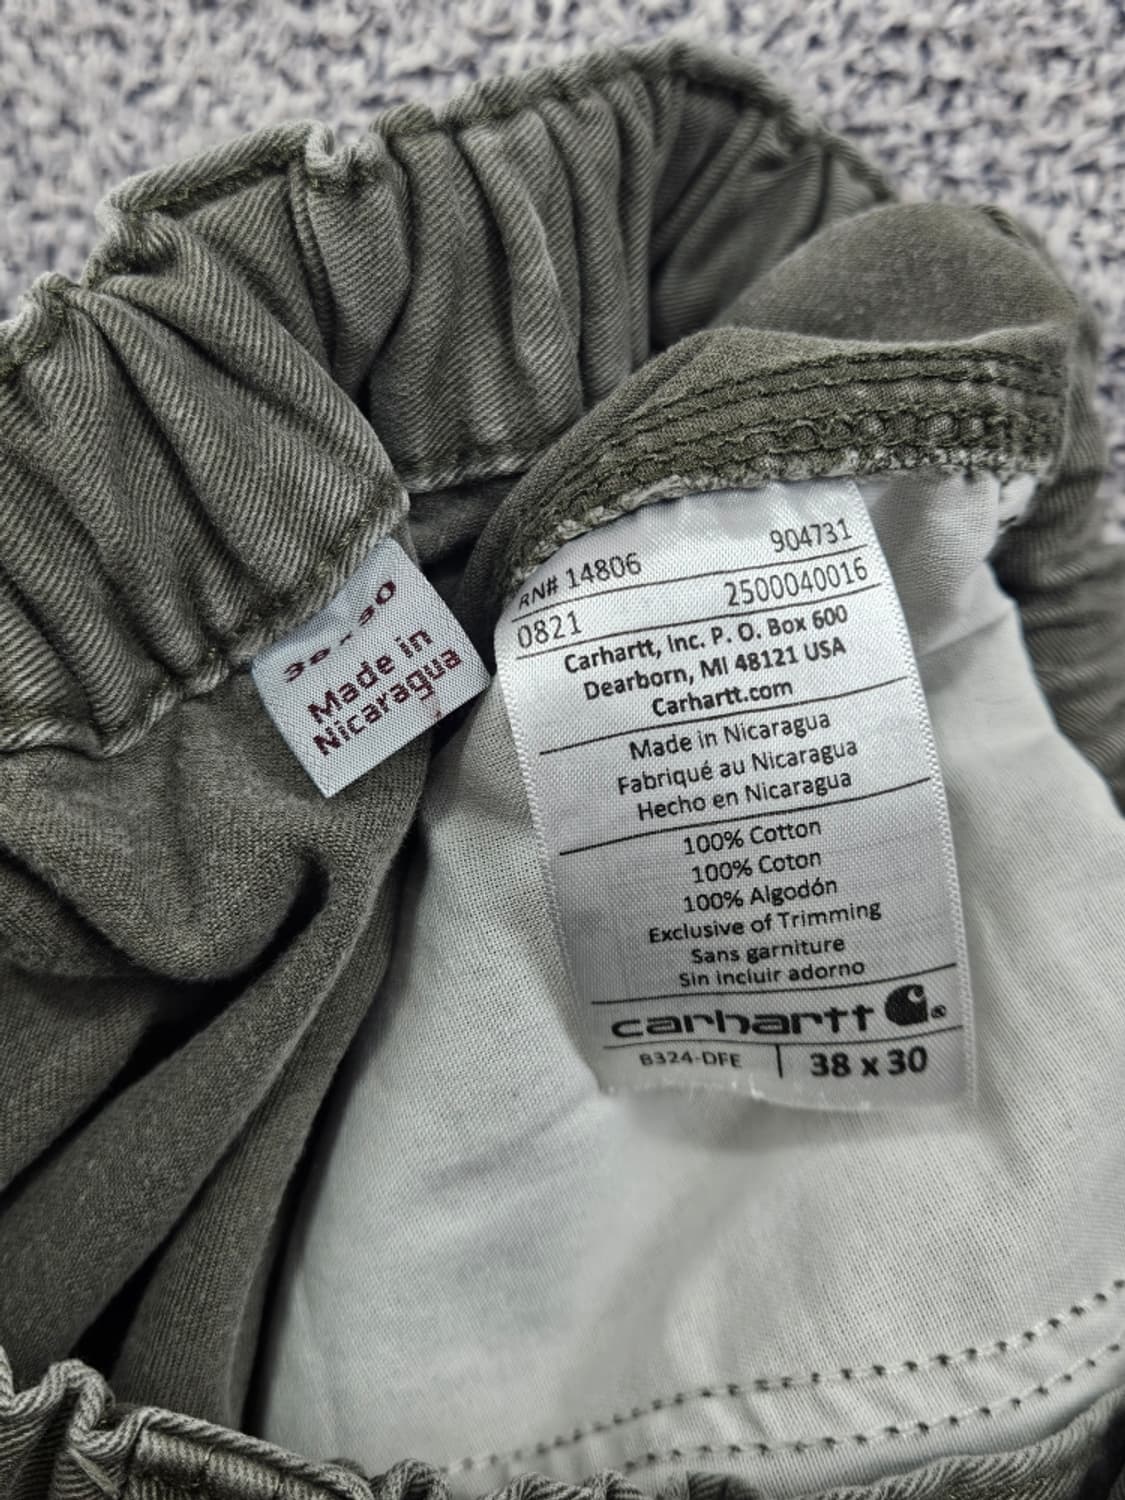 38 x 30
Made in
Nicaragua
RN# 14806 904731
0821 2500040016
Carhartt, Inc. P. O. Box 600
Dearborn, MI 48121 USA
Carhartt.com
Made in Nicaragua
Fabriqué au Nicaragua
Hecho en Nicaragua
100% Cotton
100% Coton
100% Algodón
Exclusive of Trimming
Sans garniture
Sin incluir adorno
carhartt ®
B324-DFE | 38 x 30